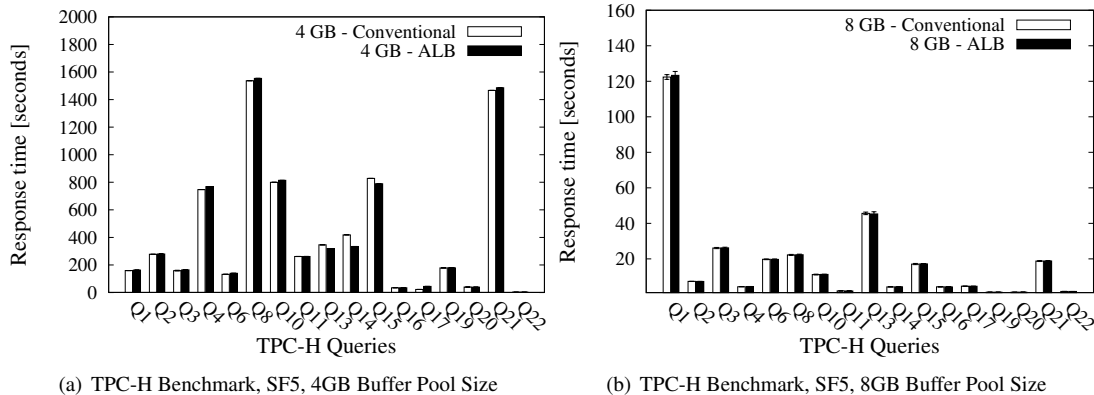 2000
1800
1600
1400
1200
1000
800
600
400
200
0
Response time [seconds]
4 GB - Conventional
4 GB - ALB
Q1
Q2
Q3
Q4
Q6
Q8
Q10
Q11
Q13
Q14
Q15
Q16
Q17
Q19
Q20
Q21
Q22
TPC-H Queries
(a) TPC-H Benchmark, SF5, 4GB Buffer Pool Size
160
140
120
100
80
60
40
20
Response time [seconds]
8 GB - Conventional
8 GB - ALB
Q1
Q2
Q3
Q4
Q6
Q8
Q10
Q11
Q13
Q14
Q15
Q16
Q17
Q19
Q20
Q21
Q22
TPC-H Queries
(b) TPC-H Benchmark, SF5, 8GB Buffer Pool Size